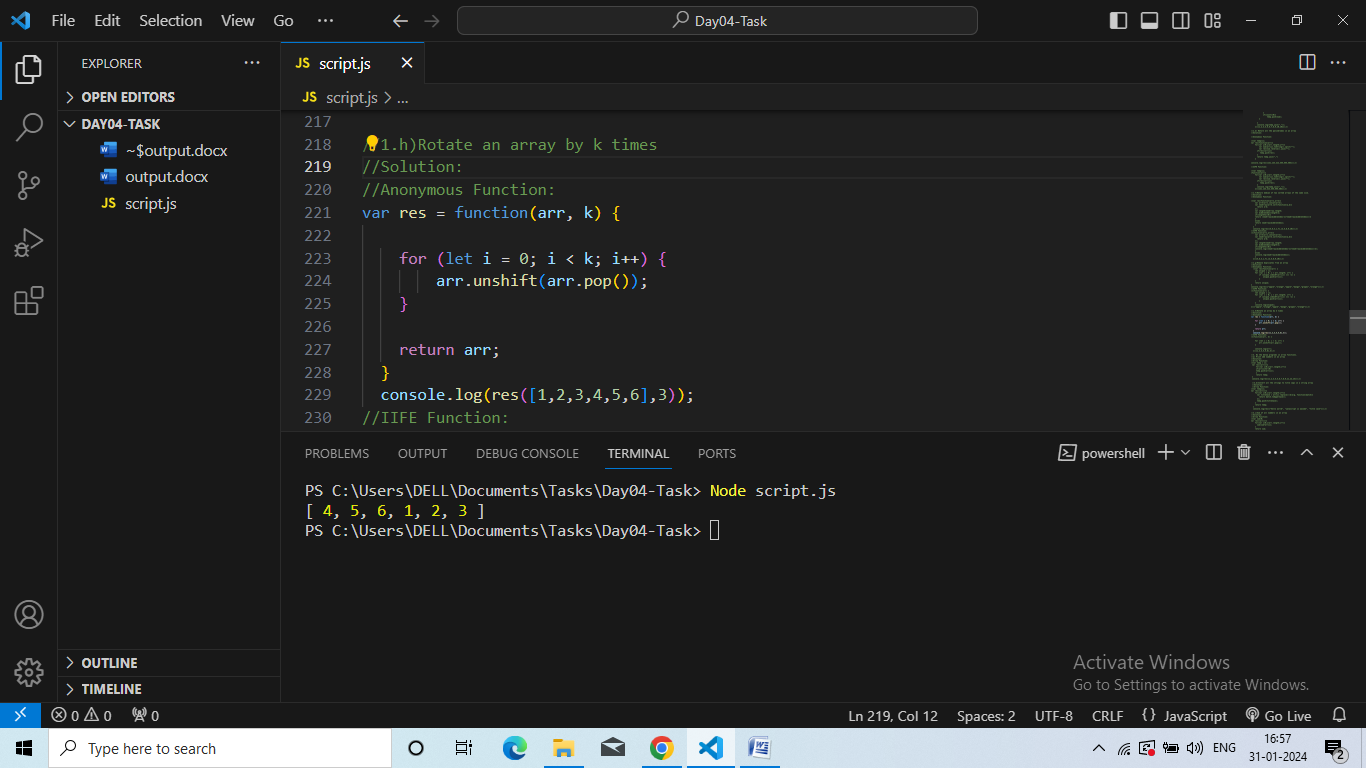 File Edit Selection View Go ··· Day04-Task
EXPLORER ···
OPEN EDITORS
DAY04-TASK
~$output.docx
output.docx
JS script.js
OUTLINE
TIMELINE
JS script.js
JS script.js > ...
217
218 //1.h)Rotate an array by k times
219 //Solution:
220 //Anonymous Function:
221 var res = function(arr, k) {
222
223 for (let i = 0; i < k; i++) {
224 arr.unshift(arr.pop());
225 }
226
227 return arr;
228 }
229 console.log(res([1,2,3,4,5,6],3));
230 //IIFE Function:
PROBLEMS OUTPUT DEBUG CONSOLE TERMINAL PORTS powershell
PS C:\Users\DELL\Documents\Tasks\Day04-Task> Node script.js
[ 4, 5, 6, 1, 2, 3 ]
PS C:\Users\DELL\Documents\Tasks\Day04-Task>
Activate Windows
Go to Settings to activate Windows.
0 0 0 Ln 219, Col 12 Spaces: 2 UTF-8 CRLF {} JavaScript Go Live
Type here to search ENG 16:57
31-01-2024 2